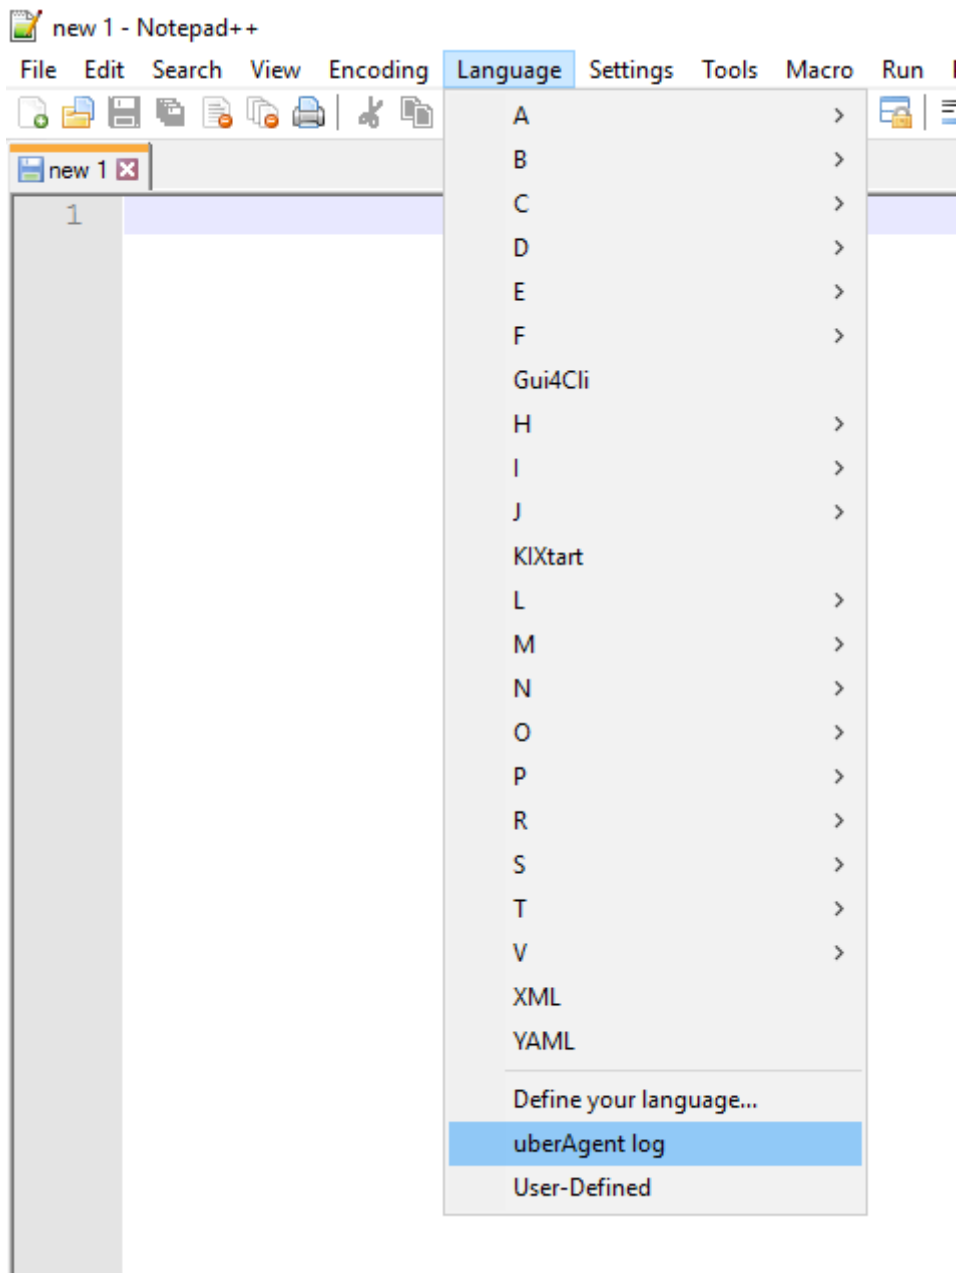 new 1 - Notepad++
File Edit Search View Encoding Language Settings Tools Macro Run
new 1
1
A
B
C
D
E
F
Gui4Cli
H
I
J
KIXtart
L
M
N
O
P
R
S
T
V
XML
YAML
Define your language...
uberAgent log
User-Defined